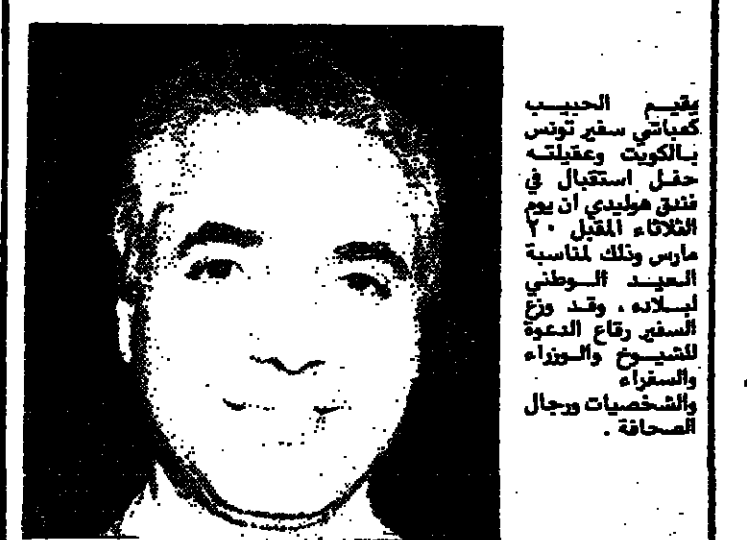 يقيم الحبيب
كعباشي سفير تونس
بالكويت وعقيلته
حفل استقبال في
فندق هوليدي ان يوم
الثلاثاء المقبل ٢٠
مارس وذلك لمناسبة
العيد الوطني
لبلاده . وقد وزع
السفير رقاع الدعوة
للشيوخ والوزراء
والسفراء
والشخصيات ورجال
الصحافة .